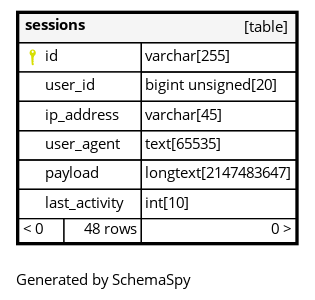 sessions [table]
id varchar[255]
user_id bigint unsigned[20]
ip_address varchar[45]
user_agent text[65535]
payload longtext[2147483647]
last_activity int[10]
< 0 48 rows 0 >
Generated by SchemaSpy